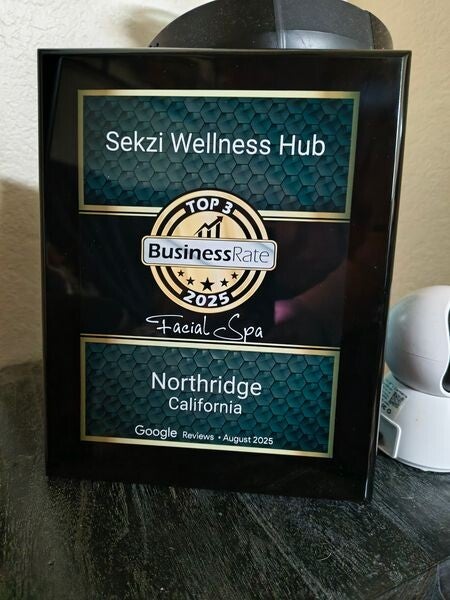 Sekzi Wellness Hub
TOP 3
BusinessRate
2025
Facial Spa
Northridge
California
Google Reviews • August 2025